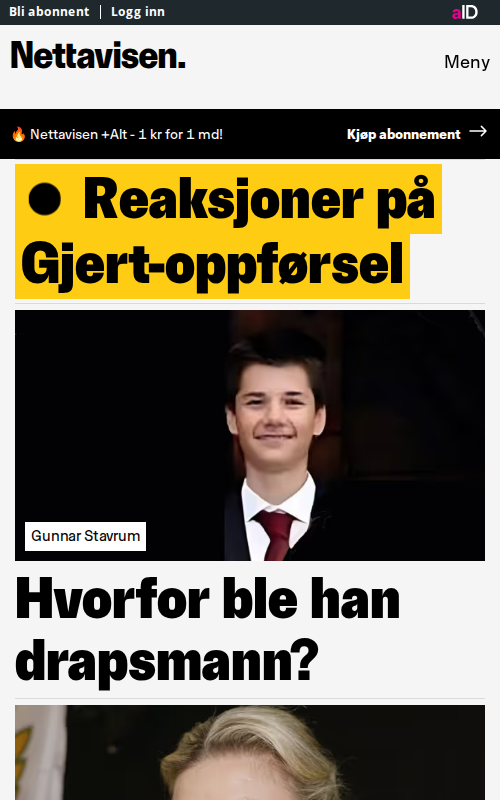 Bli abonnent | Logg inn
aID
Nettavisen.
Meny
🔥 Nettavisen +Alt - 1 kr for 1 md!
Kjøp abonnement →
● Reaksjoner på
Gjert-oppførsel
Gunnar Stavrum
Hvorfor ble han
drapsmann?